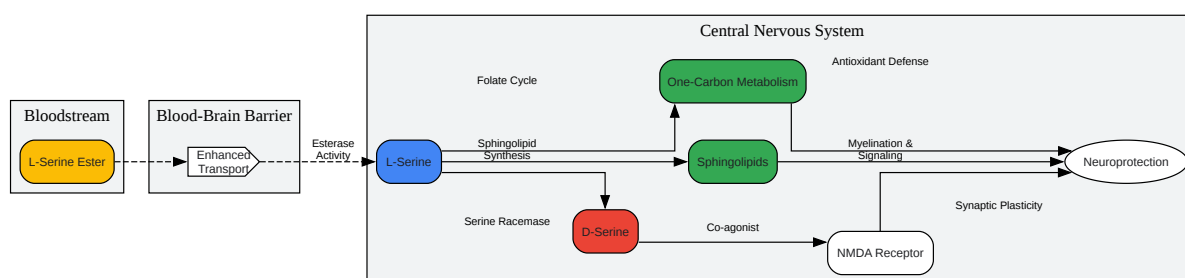 Central Nervous System
Antioxidant Defense
Folate Cycle
One-Carbon Metabolism
Bloodstream
Blood-Brain Barrier
Esterase
Activity
Sphingolipid
Synthesis
Myelination &
Signaling
L-Serine Ester
Enhanced
Transport
L-Serine
Sphingolipids
Neuroprotection
Serine Racemase
D-Serine
Co-agonist
Synaptic Plasticity
NMDA Receptor